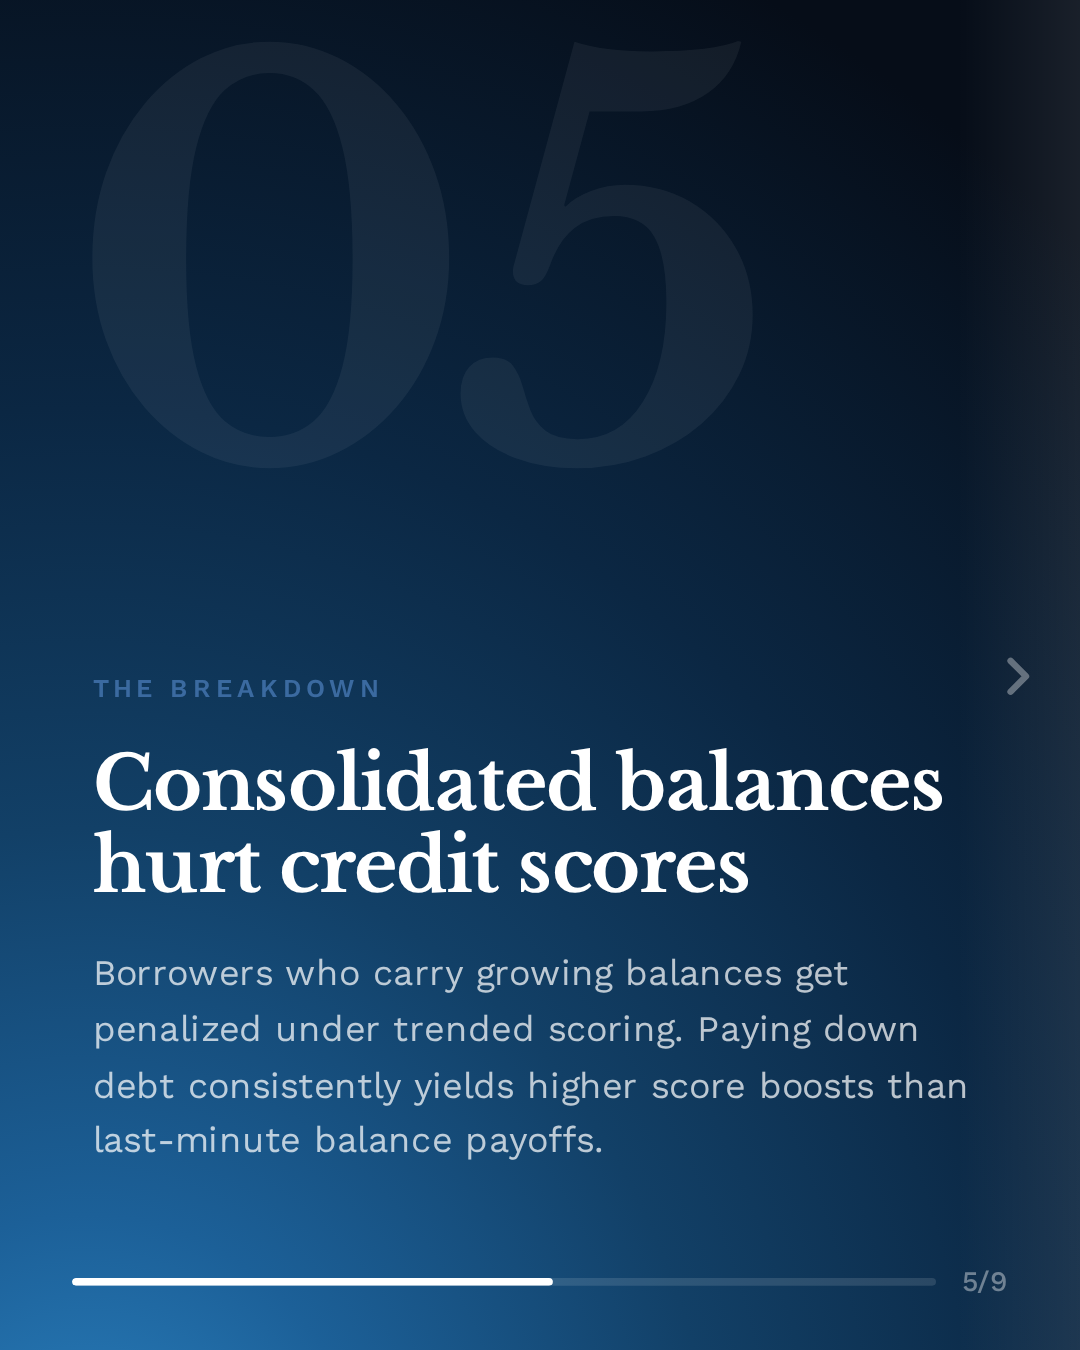 05
THE BREAKDOWN
Consolidated balances
hurt credit scores
Borrowers who carry growing balances get
penalized under trended scoring. Paying down
debt consistently yields higher score boosts than
last-minute balance payoffs.
5/9